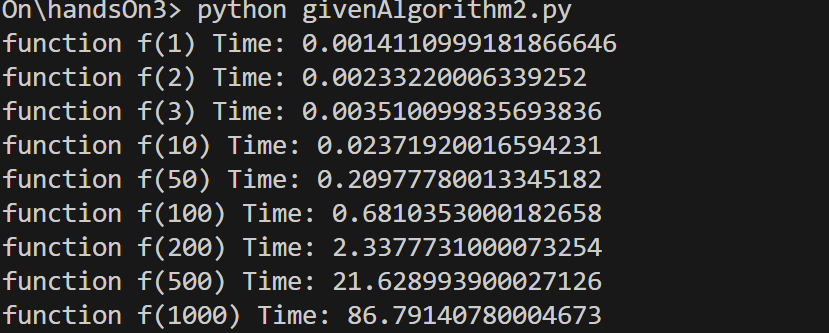 On\handsOn3> python givenAlgorithm2.py
function f(1) Time: 0.0014110999181866646
function f(2) Time: 0.00233220006339252
function f(3) Time: 0.003510099835693836
function f(10) Time: 0.02371920016594231
function f(50) Time: 0.20977780013345182
function f(100) Time: 0.6810353000182658
function f(200) Time: 2.3377731000073254
function f(500) Time: 21.628993900027126
function f(1000) Time: 86.79140780004673